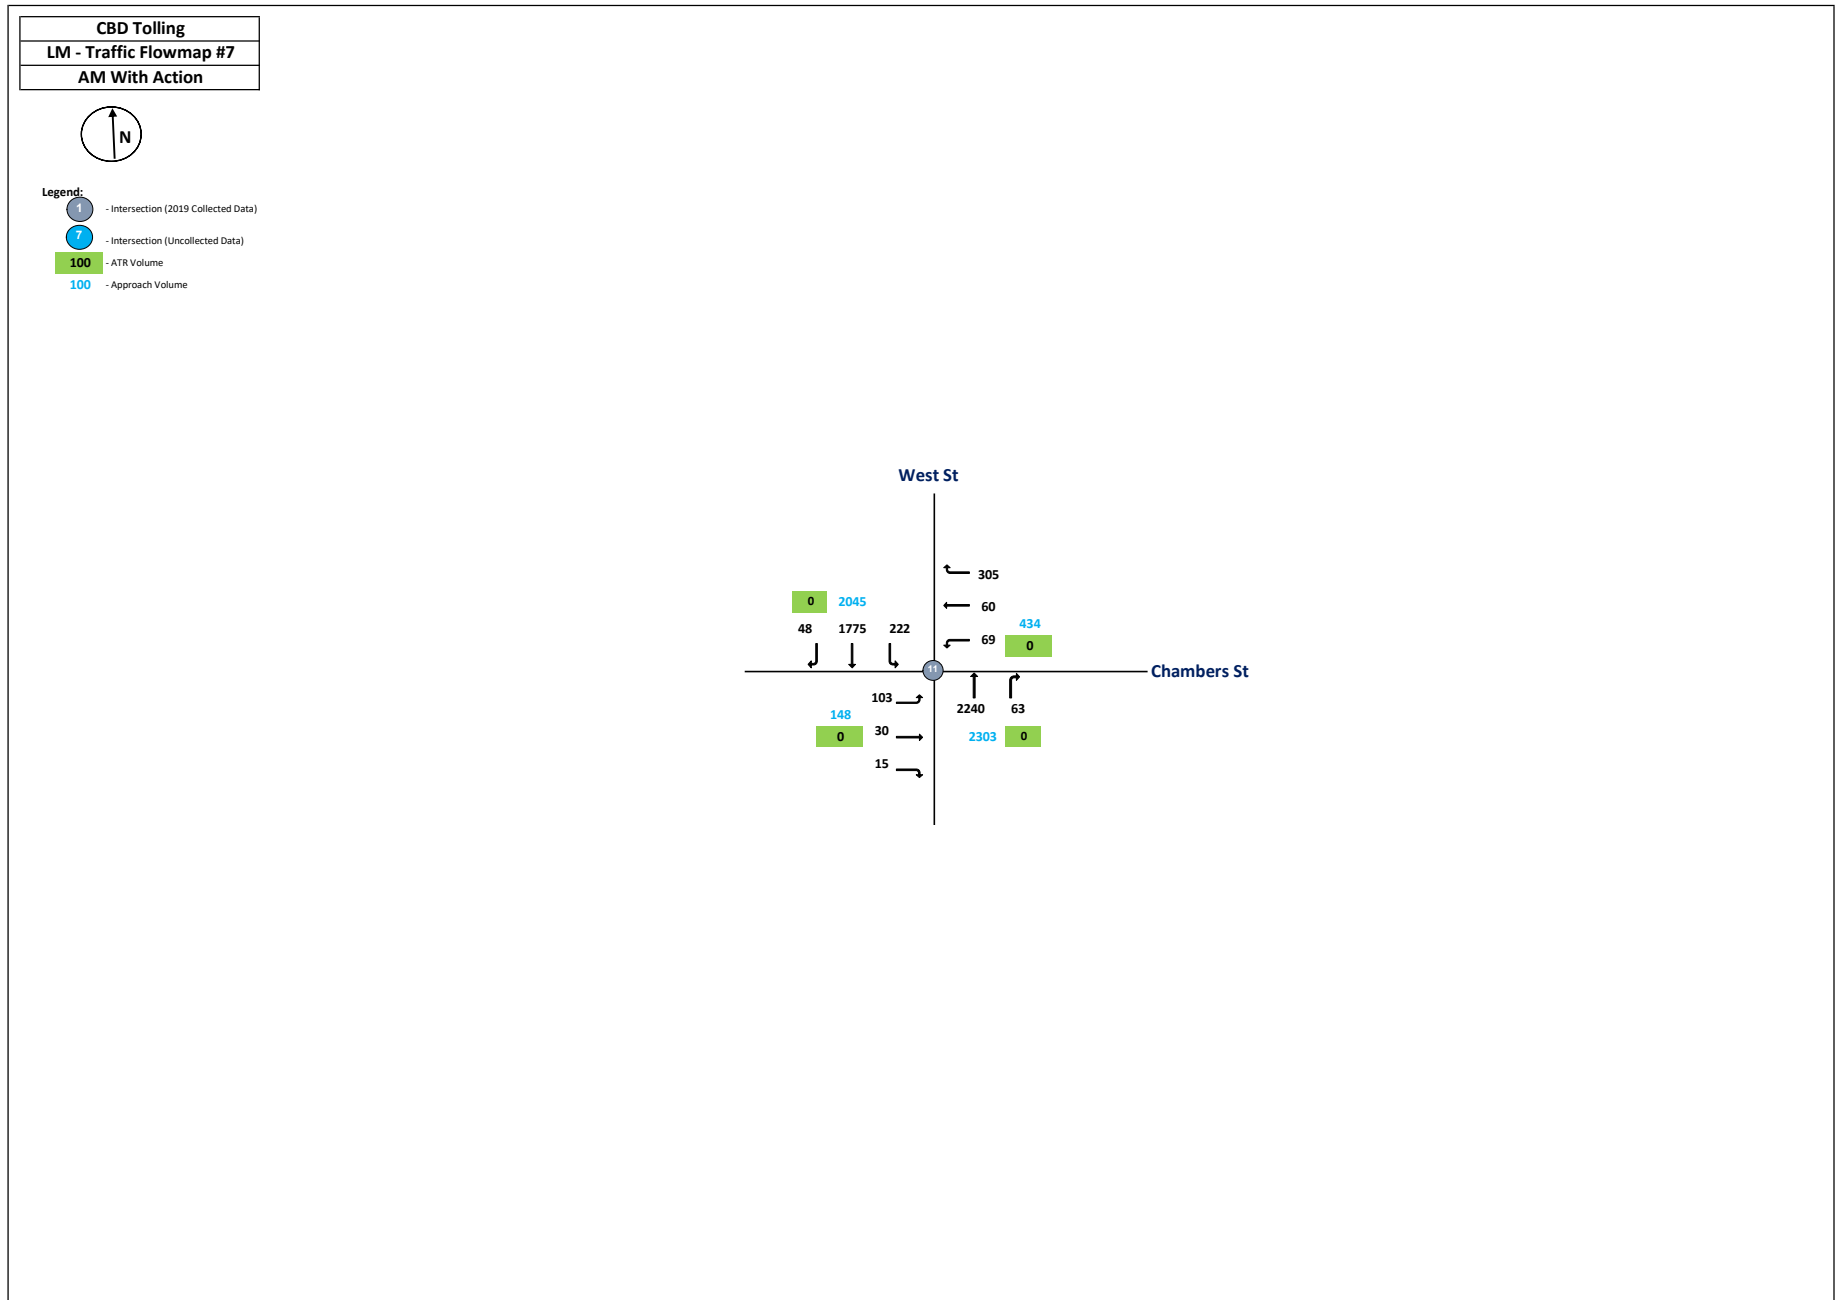 CBD Tolling
LM - Traffic Flowmap #7
AM With Action
N
Legend:
1 - Intersection (2019 Collected Data)
7 - Intersection (Uncollected Data)
100 - ATR Volume
100 - Approach Volume
West St
305
0 2045 60
48 1775 222 69 434
0
11 Chambers St
103 2240 63
148
0 30 2303 0
15